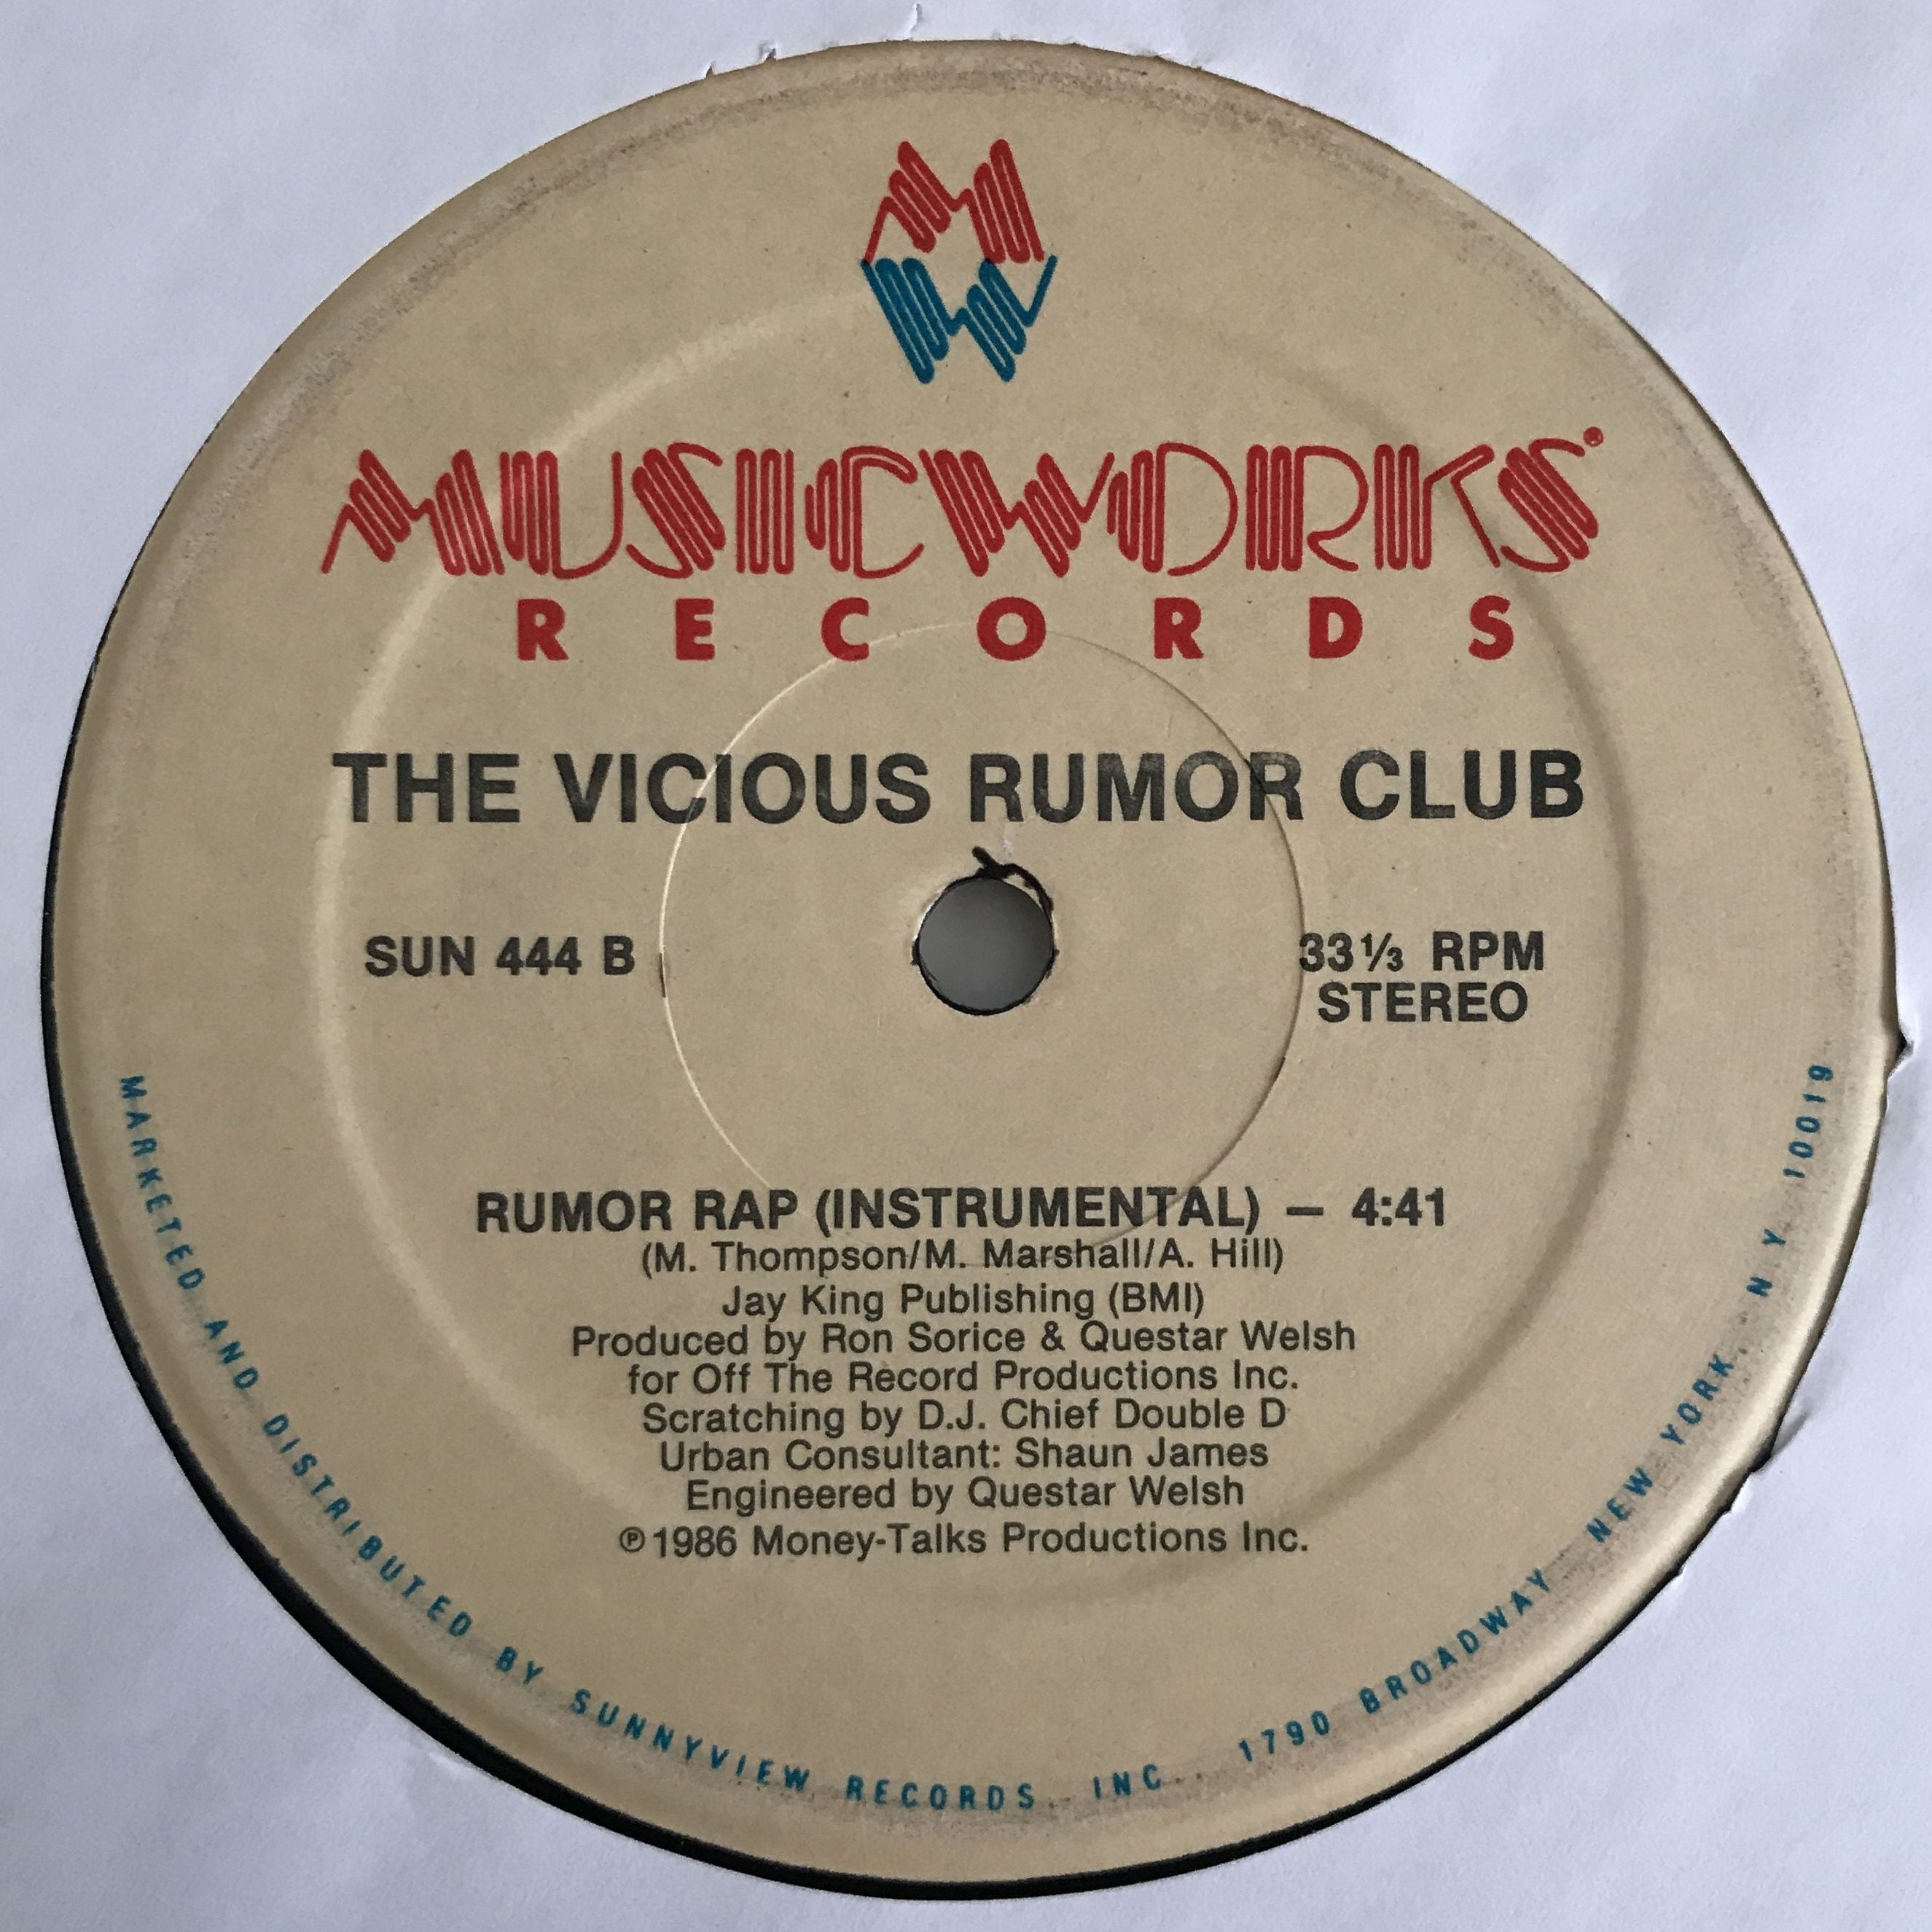 MUSICWORKS
RECORDS
THE VICIOUS RUMOR CLUB
SUN 444 B
33⅓ RPM
STEREO
RUMOR RAP (INSTRUMENTAL) — 4:41
(M. Thompson/M. Marshall/A. Hill)
Jay King Publishing (BMI)
Produced by Ron Sorice & Questar Welsh
for Off The Record Productions Inc.
Scratching by D.J. Chief Double D
Urban Consultant: Shaun James
Engineered by Questar Welsh
℗1986 Money-Talks Productions Inc.
MARKETED AND DISTRIBUTED BY SUNNYVIEW RECORDS, INC., 1790 BROADWAY NEW YORK, N Y 10019